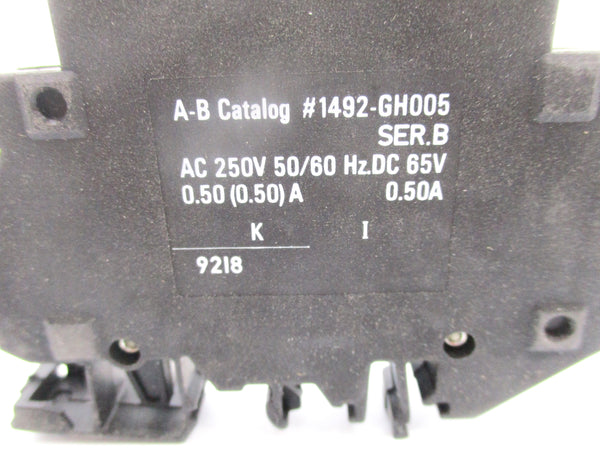 A-B Catalog #1492-GH005
SER.B
AC 250V 50/60 Hz.DC 65V
0.50 (0.50) A 0.50A
K I
9218